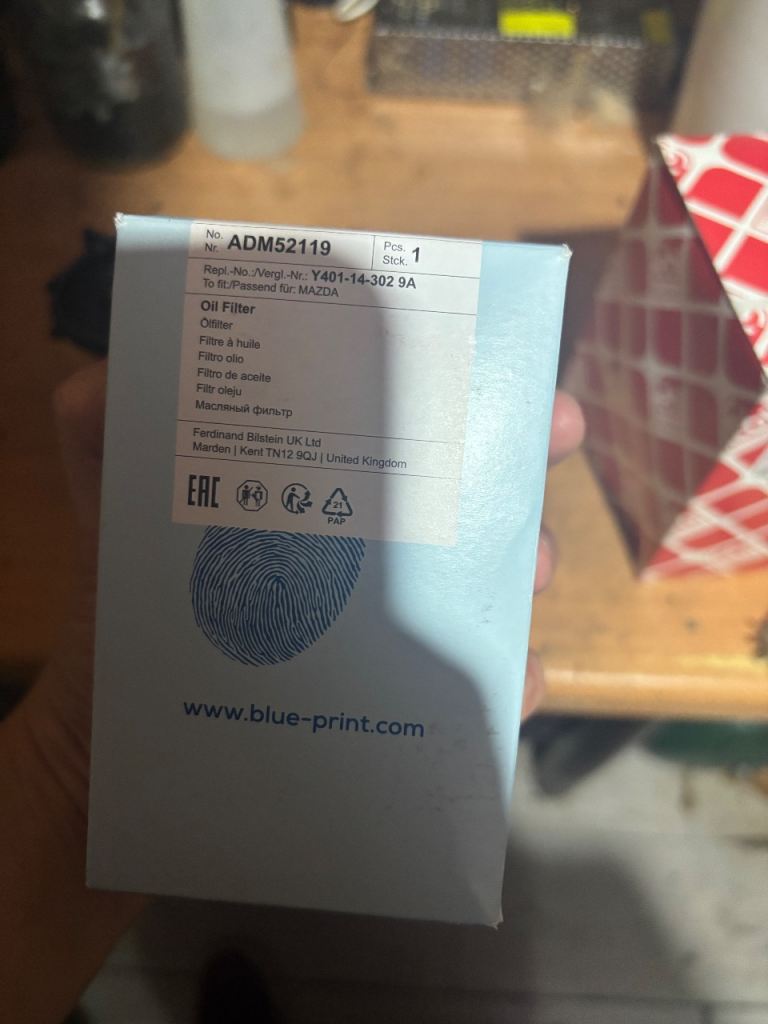 No.
Nr. ADM52119
Pcs.
Stck. 1
Repl.-No.:/Vergl.-Nr.: Y401-14-302 9A
To fit:/Passend für: MAZDA
Oil Filter
Ölfilter
Filtre à huile
Filtro olio
Filtro de aceite
Filtr oleju
Масляный фильтр
Ferdinand Bilstein UK Ltd
Marden | Kent TN12 9QJ | United Kingdom
EAC
21
PAP
www.blue-print.com